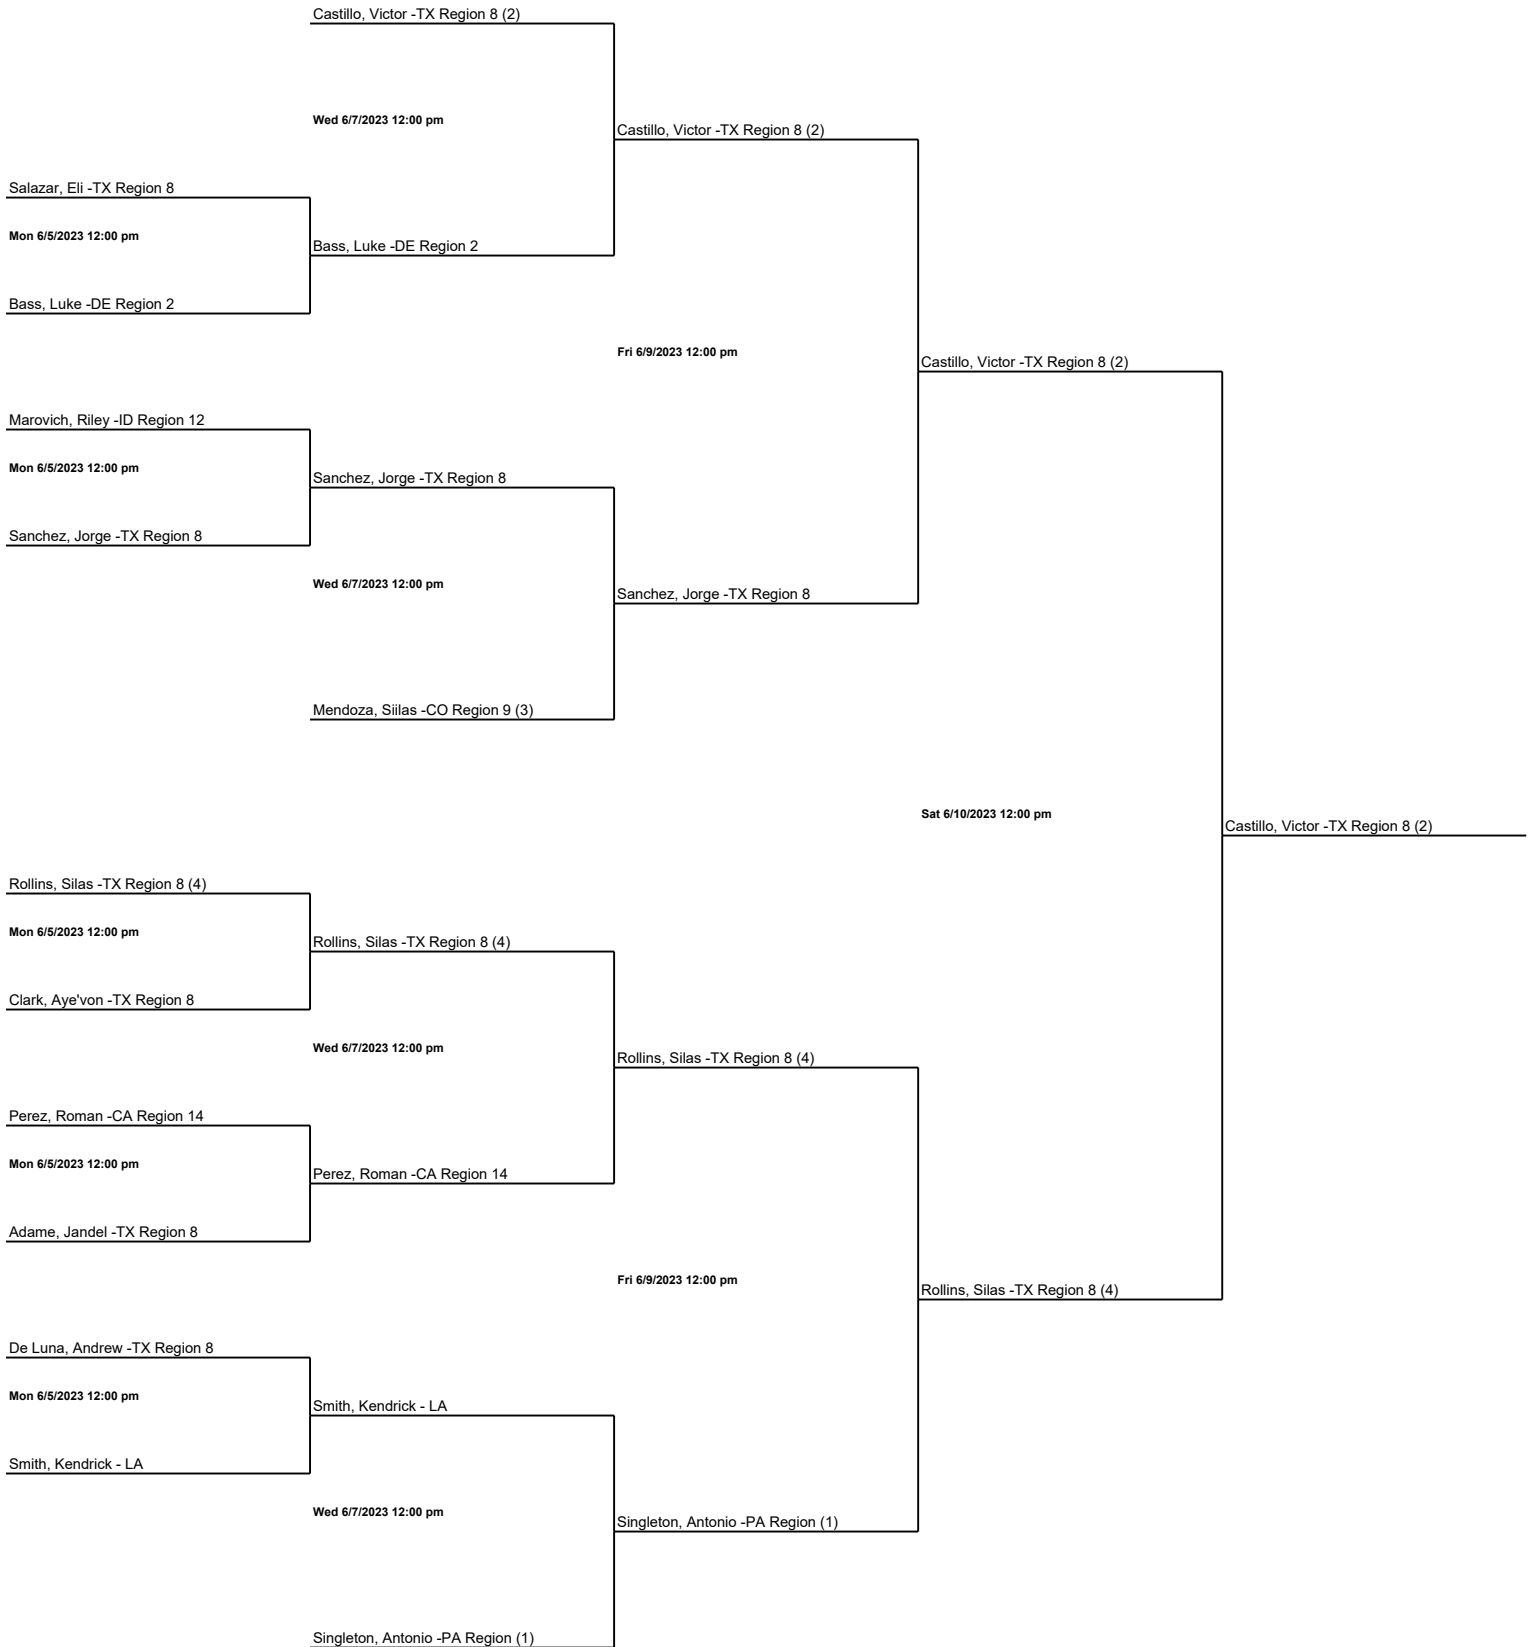 Castillo, Victor -TX Region 8 (2)
Wed 6/7/2023 12:00 pm
Castillo, Victor -TX Region 8 (2)
Salazar, Eli -TX Region 8
Mon 6/5/2023 12:00 pm
Bass, Luke -DE Region 2
Bass, Luke -DE Region 2
Fri 6/9/2023 12:00 pm
Castillo, Victor -TX Region 8 (2)
Marovich, Riley -ID Region 12
Mon 6/5/2023 12:00 pm
Sanchez, Jorge -TX Region 8
Sanchez, Jorge -TX Region 8
Wed 6/7/2023 12:00 pm
Sanchez, Jorge -TX Region 8
Mendoza, Siilas -CO Region 9 (3)
Sat 6/10/2023 12:00 pm
Castillo, Victor -TX Region 8 (2)
Rollins, Silas -TX Region 8 (4)
Mon 6/5/2023 12:00 pm
Rollins, Silas -TX Region 8 (4)
Clark, Aye'von -TX Region 8
Wed 6/7/2023 12:00 pm
Rollins, Silas -TX Region 8 (4)
Perez, Roman -CA Region 14
Mon 6/5/2023 12:00 pm
Perez, Roman -CA Region 14
Adame, Jandel -TX Region 8
Fri 6/9/2023 12:00 pm
Rollins, Silas -TX Region 8 (4)
De Luna, Andrew -TX Region 8
Mon 6/5/2023 12:00 pm
Smith, Kendrick - LA
Smith, Kendrick - LA
Wed 6/7/2023 12:00 pm
Singleton, Antonio -PA Region (1)
Singleton, Antonio -PA Region (1)